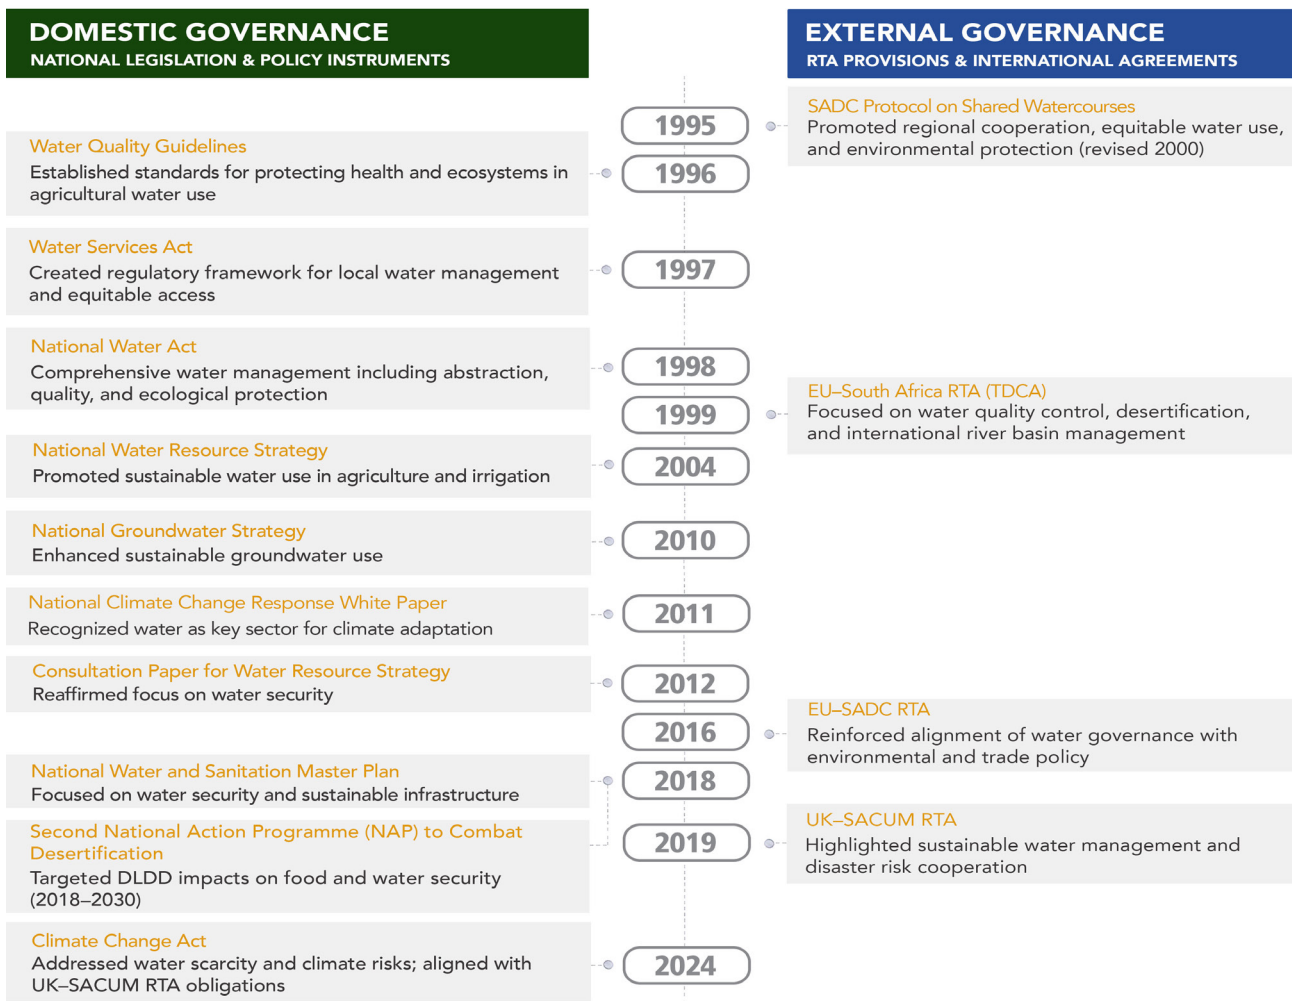 DOMESTIC GOVERNANCE
NATIONAL LEGISLATION & POLICY INSTRUMENTS
EXTERNAL GOVERNANCE
RTA PROVISIONS & INTERNATIONAL AGREEMENTS
1995
SADC Protocol on Shared Watercourses
Promoted regional cooperation, equitable water use,
and environmental protection (revised 2000)
Water Quality Guidelines
Established standards for protecting health and ecosystems in
agricultural water use
1996
Water Services Act
Created regulatory framework for local water management
and equitable access
1997
National Water Act
Comprehensive water management including abstraction,
quality, and ecological protection
1998
1999
EU–South Africa RTA (TDCA)
Focused on water quality control, desertification,
and international river basin management
National Water Resource Strategy
Promoted sustainable water use in agriculture and irrigation
2004
National Groundwater Strategy
Enhanced sustainable groundwater use
2010
National Climate Change Response White Paper
Recognized water as key sector for climate adaptation
2011
Consultation Paper for Water Resource Strategy
Reaffirmed focus on water security
2012
2016
EU–SADC RTA
Reinforced alignment of water governance with
environmental and trade policy
National Water and Sanitation Master Plan
Focused on water security and sustainable infrastructure
2018
Second National Action Programme (NAP) to Combat
Desertification
Targeted DLDD impacts on food and water security
(2018–2030)
2019
UK–SACUM RTA
Highlighted sustainable water management and
disaster risk cooperation
Climate Change Act
Addressed water scarcity and climate risks; aligned with
UK–SACUM RTA obligations
2024